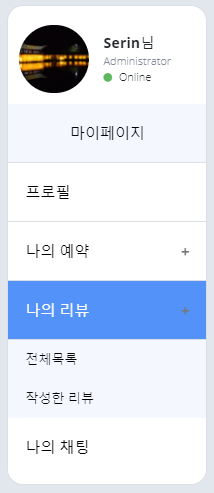 Serin님
Administrator
Online
마이페이지
프로필
나의 예약 +
나의 리뷰 +
전체목록
작성한 리뷰
나의 채팅